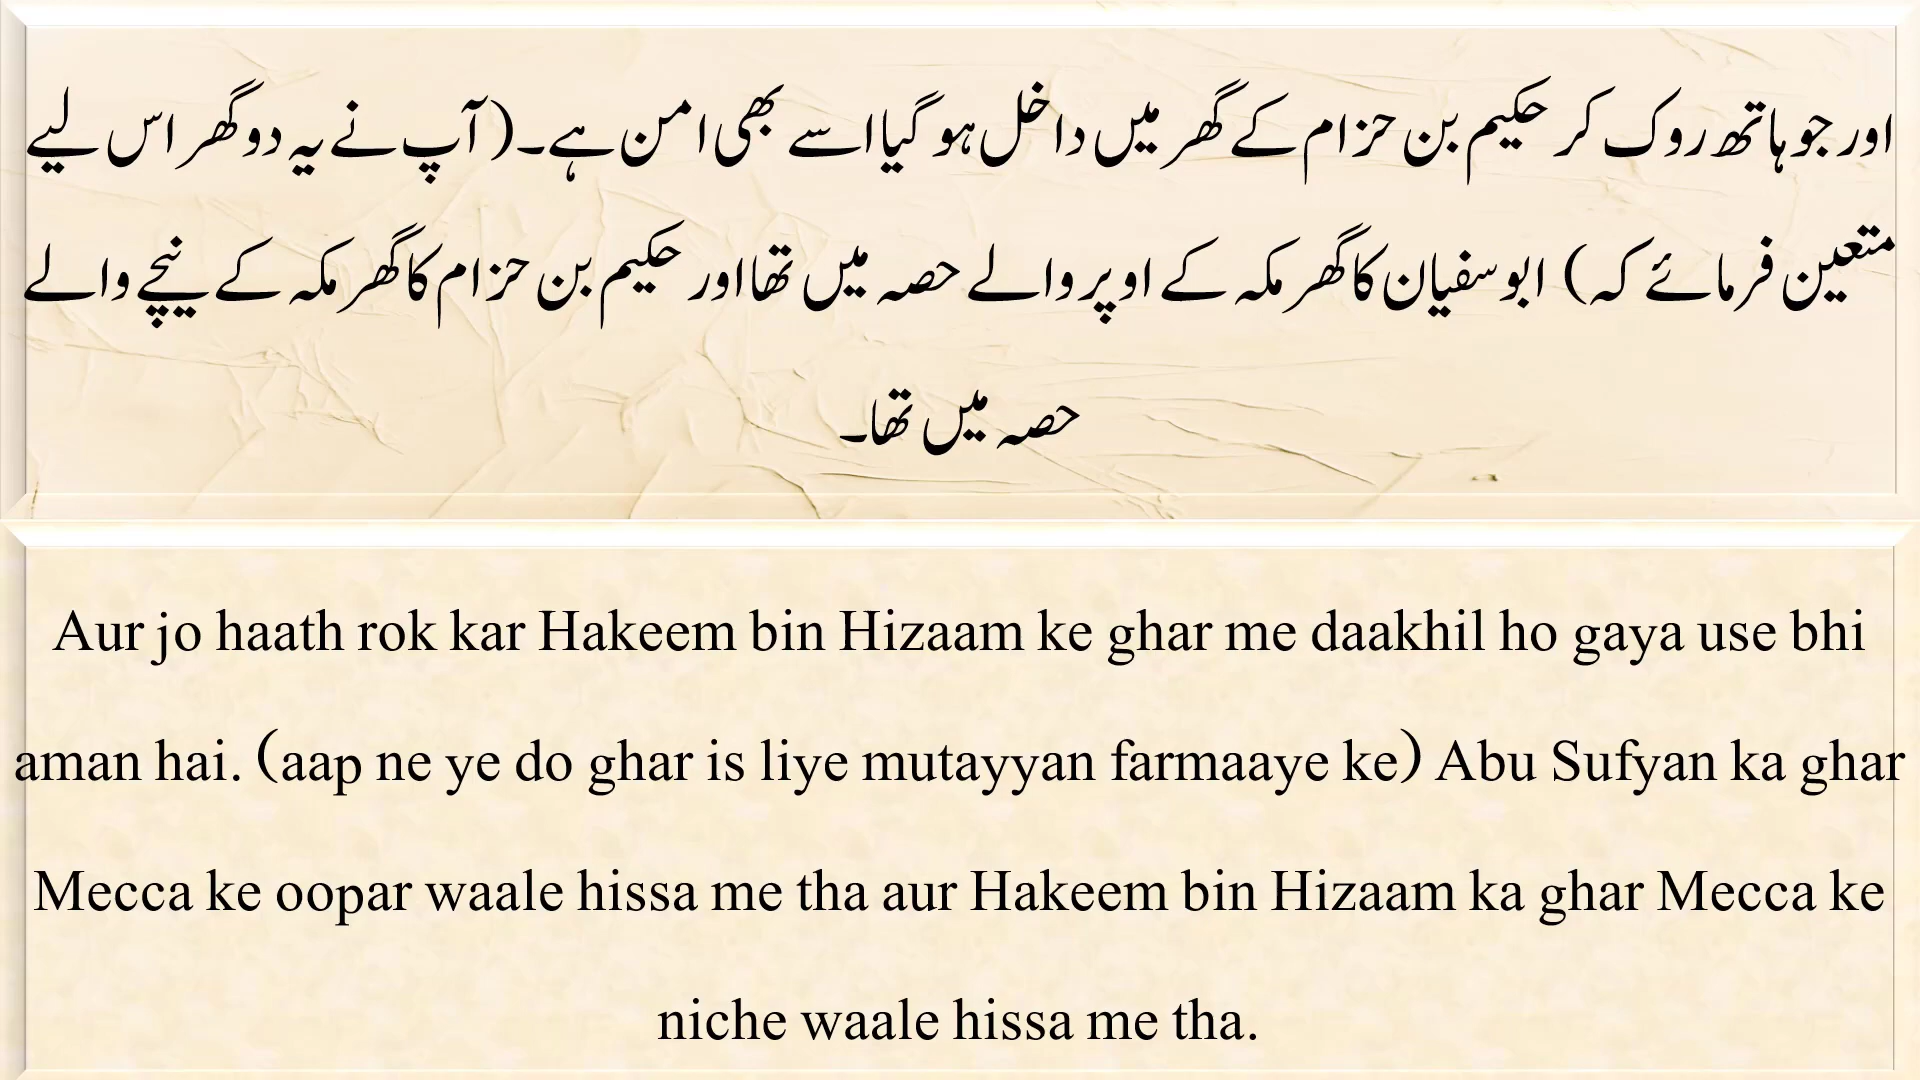 اور جو ہاتھ روک کر حکیم بن حزام کے گھر میں داخل ہو گیا اسے بھی امن ہے۔ (آپ نے یہ دو گھر اس لیے
متعین فرمائے کہ) ابو سفیان کا گھر مکہ کے اوپر والے حصہ میں تھا اور حکیم بن حزام کا گھر مکہ کے نیچے والے
حصہ میں تھا۔
Aur jo haath rok kar Hakeem bin Hizaam ke ghar me daakhil ho gaya use bhi
aman hai. (aap ne ye do ghar is liye mutayyan farmaaye ke) Abu Sufyan ka ghar
Mecca ke oopar waale hissa me tha aur Hakeem bin Hizaam ka ghar Mecca ke
niche waale hissa me tha.